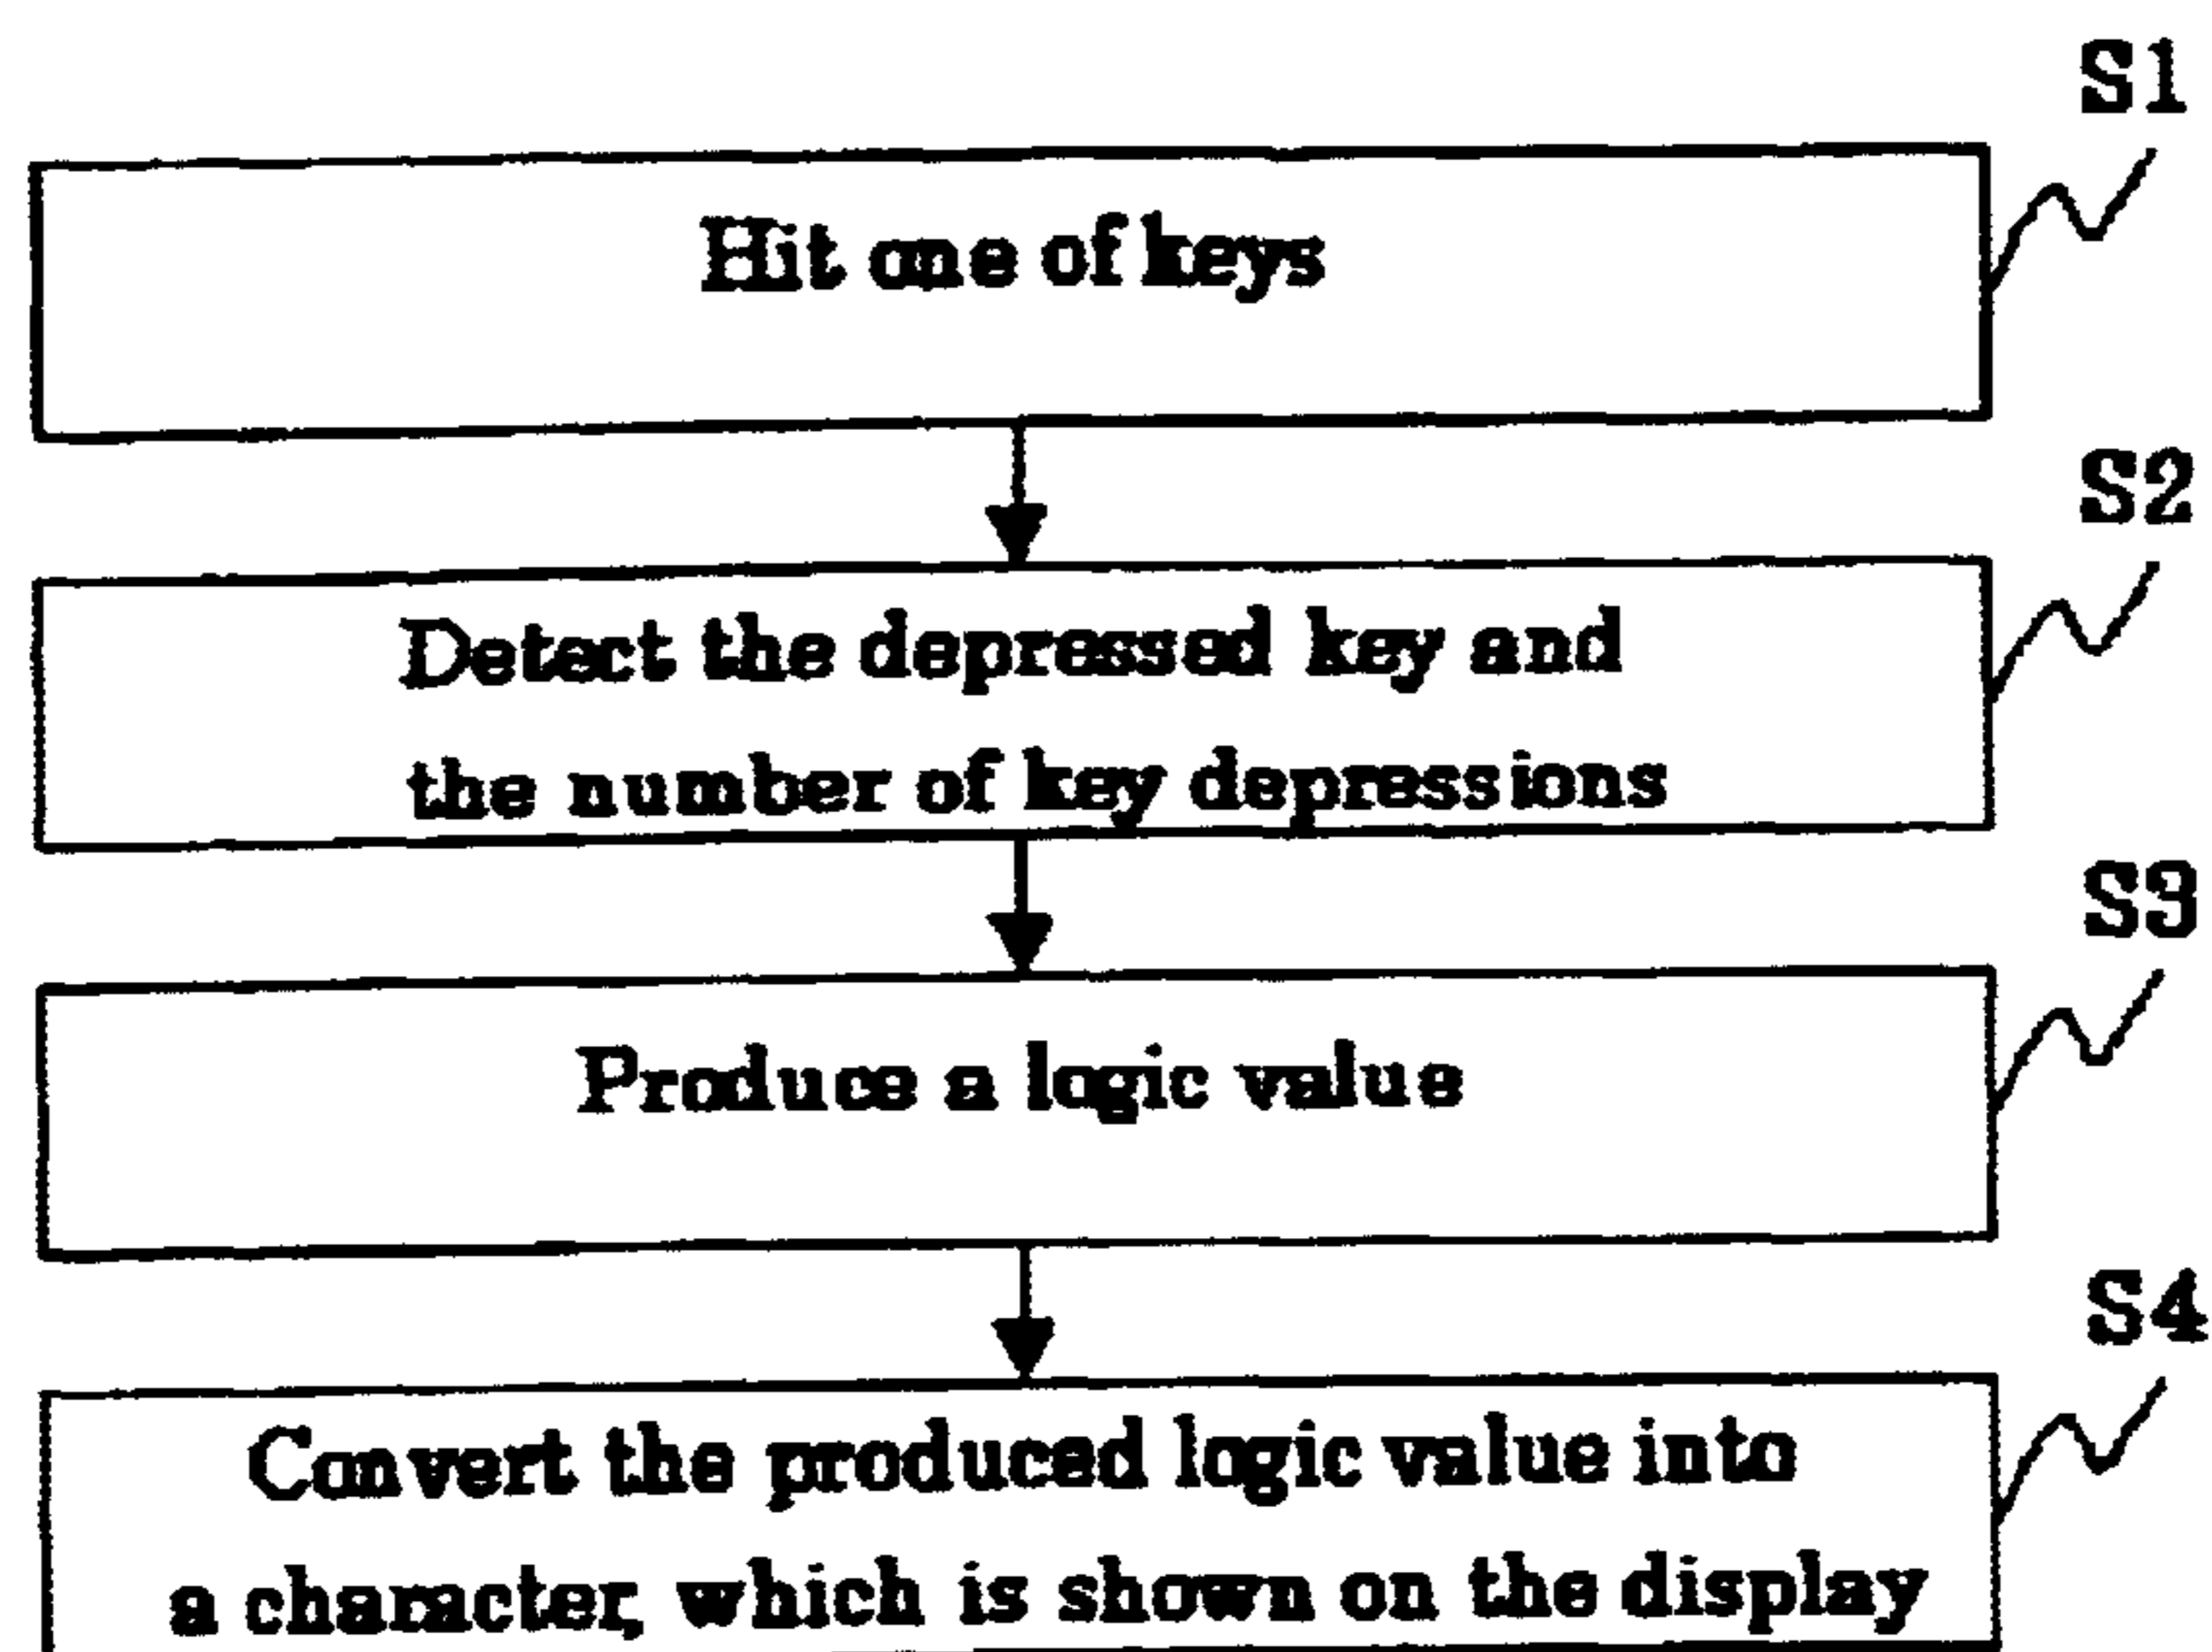 S1
Hit one of keys
S2
Detect the depressed key and
the number of key depressions
S3
Produce a logic value
S4
Convert the produced logic value into
a character, which is shown on the display